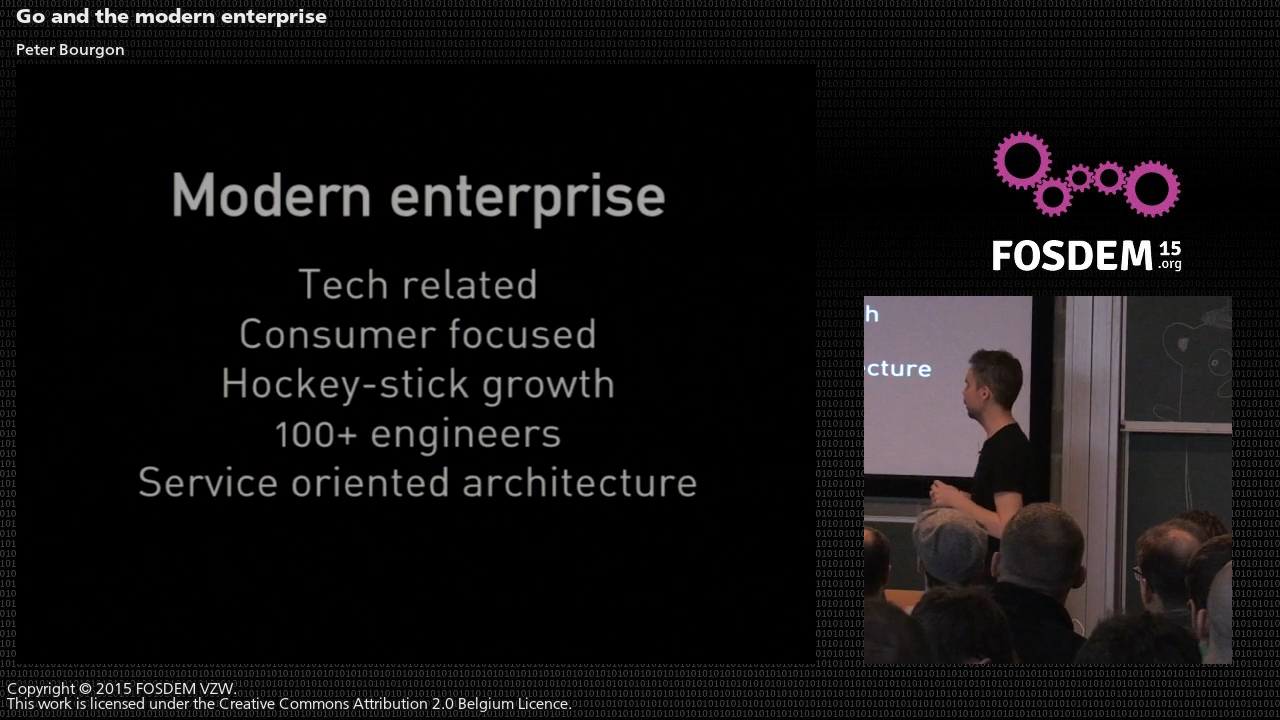 Go and the modern enterprise
Peter Bourgon
Modern enterprise
Tech related
Consumer focused
Hockey-stick growth
100+ engineers
Service oriented architecture
FOSDEM 15
.org
h
cture
Copyright © 2015 FOSDEM VZW.
This work is licensed under the Creative Commons Attribution 2.0 Belgium Licence.